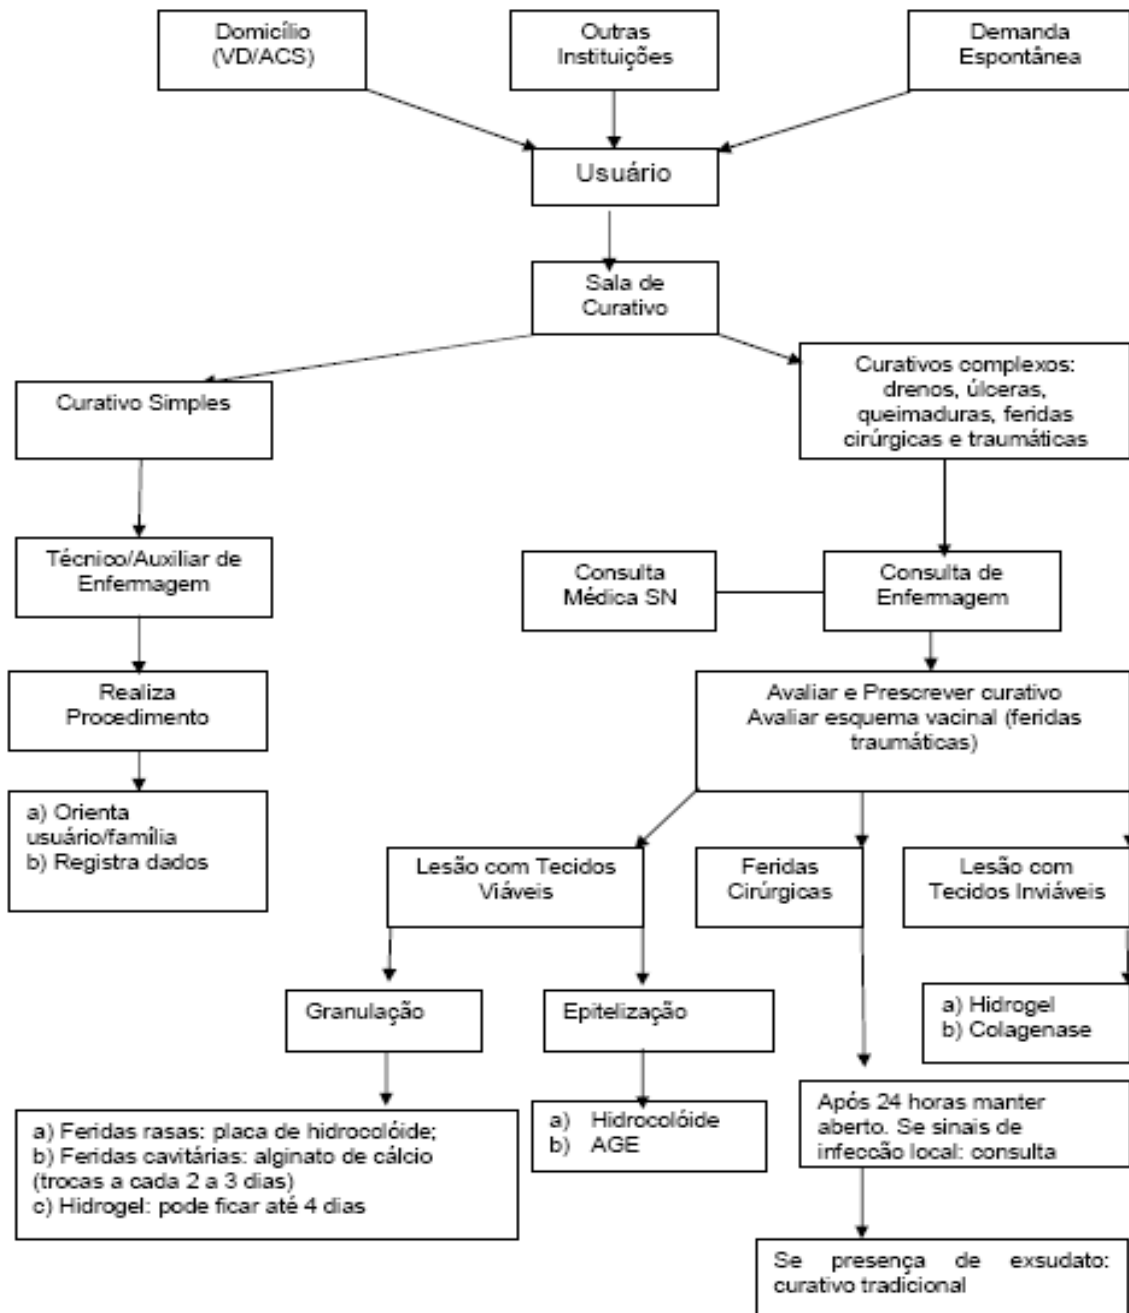 Domicílio
(VD/ACS)
Outras
Instituições
Demanda
Espontânea
Usuário
Sala de
Curativo
Curativo Simples
Curativos complexos:
drenos, úlceras,
queimaduras, feridas
cirúrgicas e traumáticas
Técnico/Auxiliar de
Enfermagem
Consulta
Médica SN
Consulta de
Enfermagem
Realiza
Procedimento
Avaliar e Prescrever curativo
Avaliar esquema vacinal (feridas
traumáticas)
a) Orienta
usuário/família
b) Registra dados
Lesão com Tecidos
Viáveis
Feridas
Cirúrgicas
Lesão com
Tecidos Inviáveis
Granulação
Epitelização
a) Hidrogel
b) Colagenase
a) Feridas rasas: placa de hidrocolóide;
b) Feridas cavitárias: alginato de cálcio
(trocas a cada 2 a 3 dias)
c) Hidrogel: pode ficar até 4 dias
a) Hidrocolóide
b) AGE
Após 24 horas manter
aberto. Se sinais de
infecção local: consulta
Se presença de exsudato:
curativo tradicional